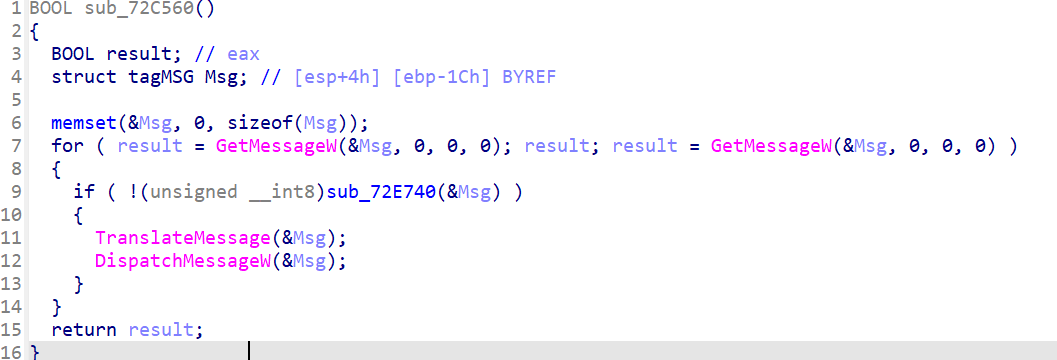 1 BOOL sub_72C560()
2 {
3   BOOL result; // eax
4   struct tagMSG Msg; // [esp+4h] [ebp-1Ch] BYREF
5
6   memset(&Msg, 0, sizeof(Msg));
7   for ( result = GetMessageW(&Msg, 0, 0, 0); result; result = GetMessageW(&Msg, 0, 0, 0) )
8   {
9     if ( !(unsigned __int8)sub_72E740(&Msg) )
10     {
11       TranslateMessage(&Msg);
12       DispatchMessageW(&Msg);
13     }
14   }
15   return result;
16 }